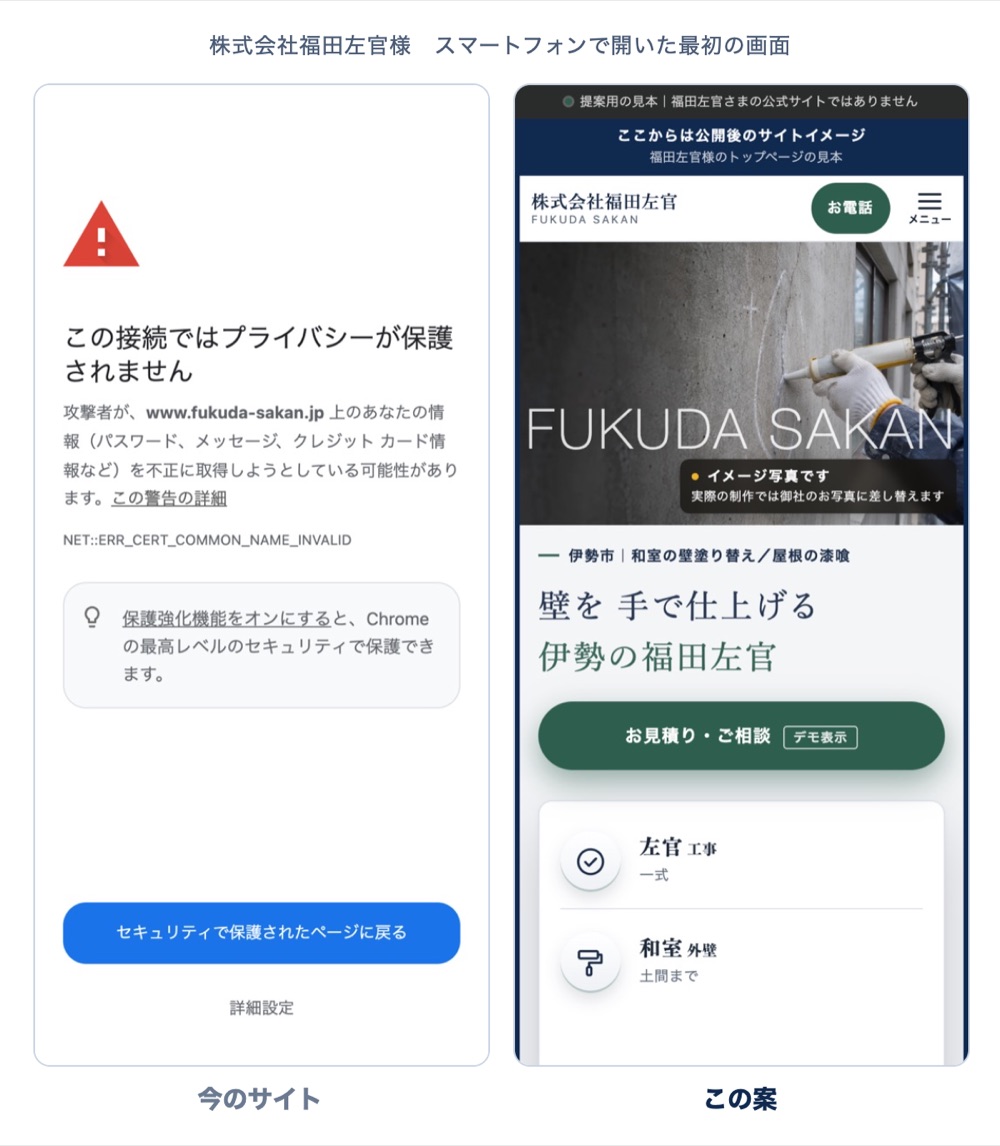 株式会社福田左官様　スマートフォンで開いた最初の画面
この接続ではプライバシーが保護
されません
攻撃者が、www.fukuda-sakan.jp 上のあなたの情
報（パスワード、メッセージ、クレジット カード情
報など）を不正に取得しようとしている可能性があり
ます。この警告の詳細
NET::ERR_CERT_COMMON_NAME_INVALID
保護強化機能をオンにすると、Chrome
の最高レベルのセキュリティで保護でき
ます。
セキュリティで保護されたページに戻る
詳細設定
今のサイト
提案用の見本｜福田左官さまの公式サイトではありません
ここからは公開後のサイトイメージ
福田左官様のトップページの見本
株式会社福田左官
FUKUDA SAKAN
お電話
メニュー
FUKUDA SAKAN
イメージ写真です
実際の制作では御社のお写真に差し替えます
伊勢市｜和室の壁塗り替え／屋根の漆喰
壁を 手で仕上げる
伊勢の福田左官
お見積り・ご相談 デモ表示
左官 工事
一式
和室 外壁
土間まで
この案